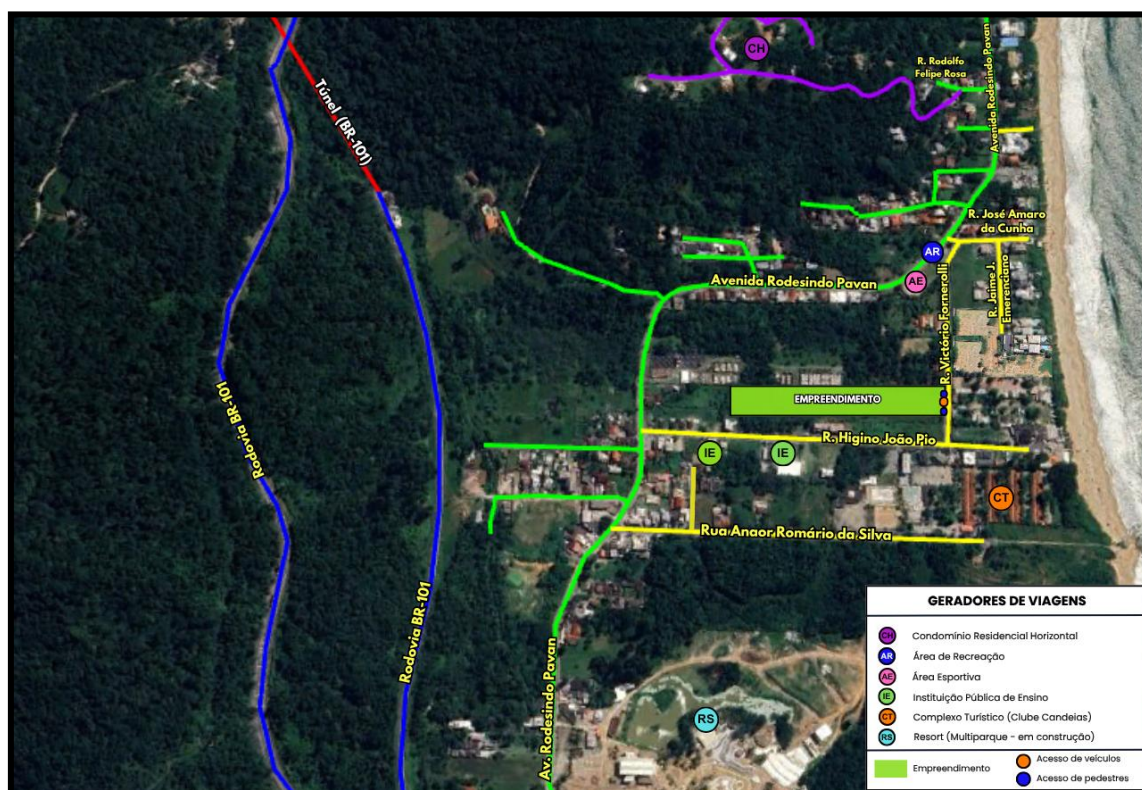 CH
R. Rodolfo
Felipe Rosa
Avenida Rodesindo Pavan
Túnel (BR-101)
R. José Amaro
da Cunha
AR
AE
Avenida Rodesindo Pavan
R. Jaime J.
Emerenciano
R. Victório Fornerolli
EMPREENDIMENTO
Rodovia BR-101
R. Higino João Pio
IE
IE
CT
Rua Anaor Romário da Silva
Rodovia BR-101
Av. Rodesindo Pavan
RS
GERADORES DE VIAGENS
CH Condomínio Residencial Horizontal
AR Área de Recreação
AE Área Esportiva
IE Instituição Pública de Ensino
CT Complexo Turístico (Clube Candeias)
RS Resort (Multiparque - em construção)
Empreendimento
Acesso de veículos
Acesso de pedestres